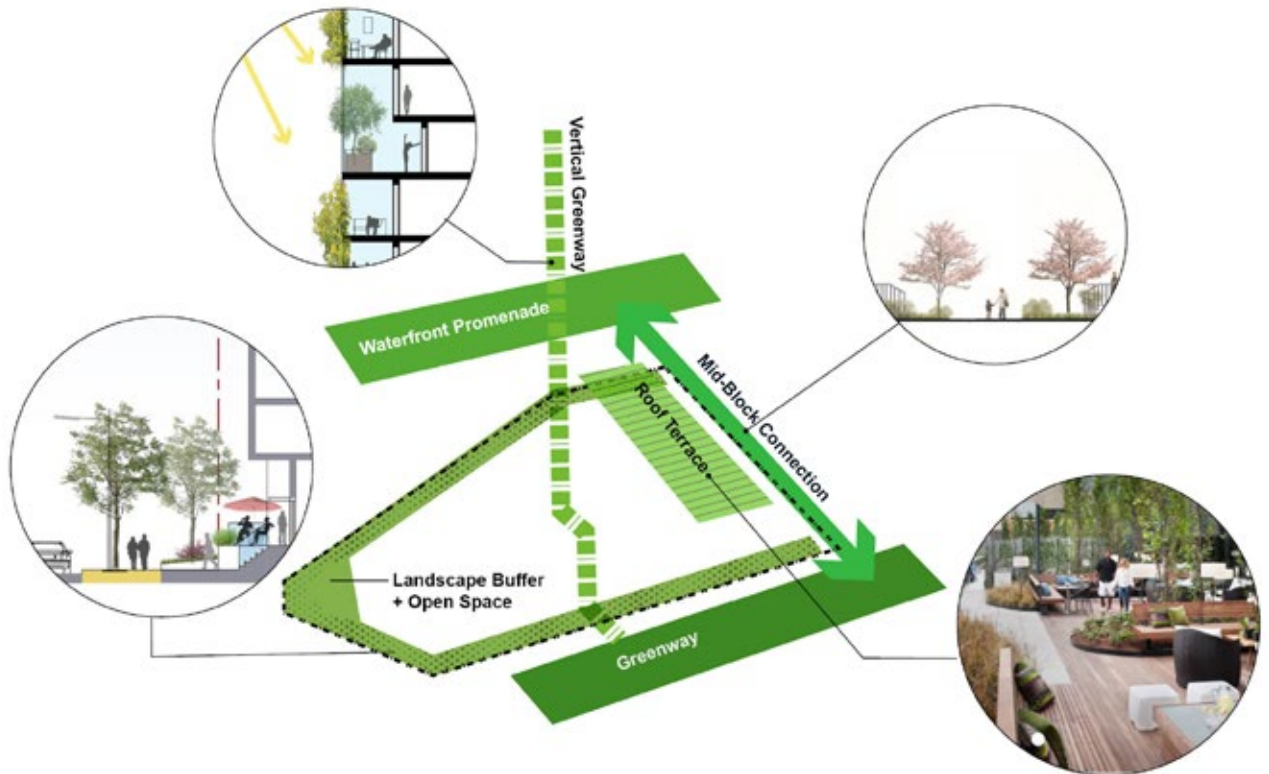 Vertical Greenway
Waterfront Promenade
Mid-Block Connection
Roof Terrace
Landscape Buffer
+ Open Space
Greenway